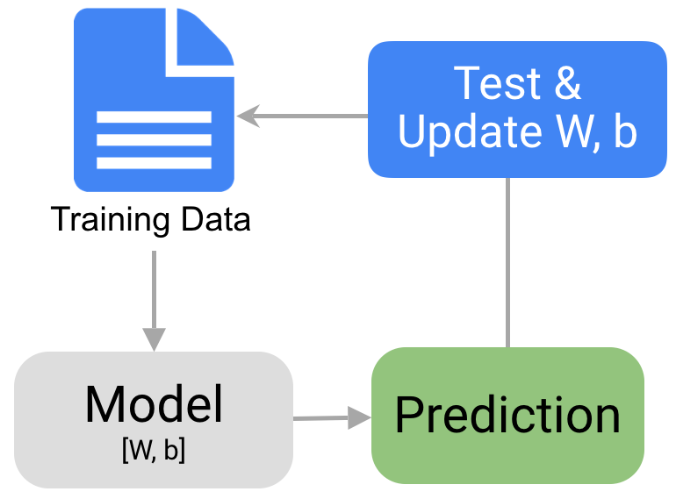 Test &
Update W, b
Training Data
Model
[W, b]
Prediction